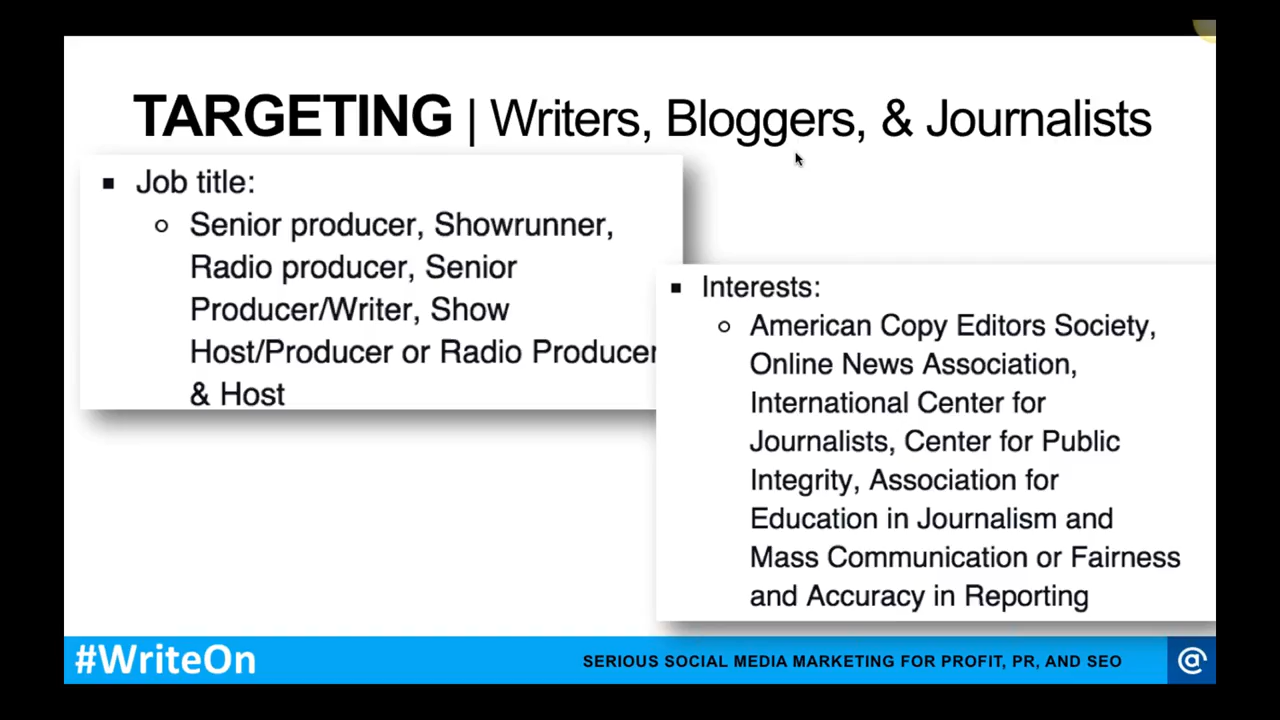 TARGETING | Writers, Bloggers, & Journalists
Job title:
Senior producer, Showrunner,
Radio producer, Senior
Producer/Writer, Show
Host/Producer or Radio Producer
& Host
Interests:
American Copy Editors Society,
Online News Association,
International Center for
Journalists, Center for Public
Integrity, Association for
Education in Journalism and
Mass Communication or Fairness
and Accuracy in Reporting
#WriteOn
SERIOUS SOCIAL MEDIA MARKETING FOR PROFIT, PR, AND SEO
@